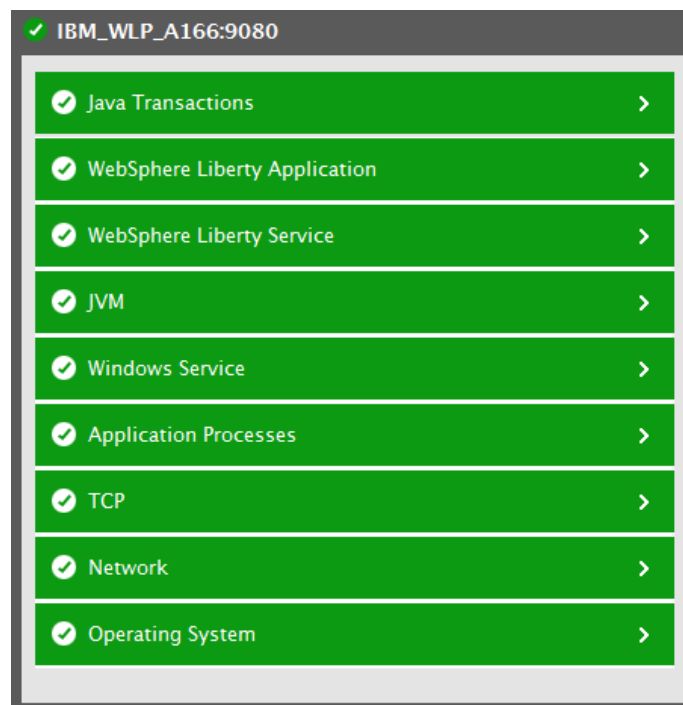 IBM_WLP_A166:9080
Java Transactions
WebSphere Liberty Application
WebSphere Liberty Service
JVM
Windows Service
Application Processes
TCP
Network
Operating System